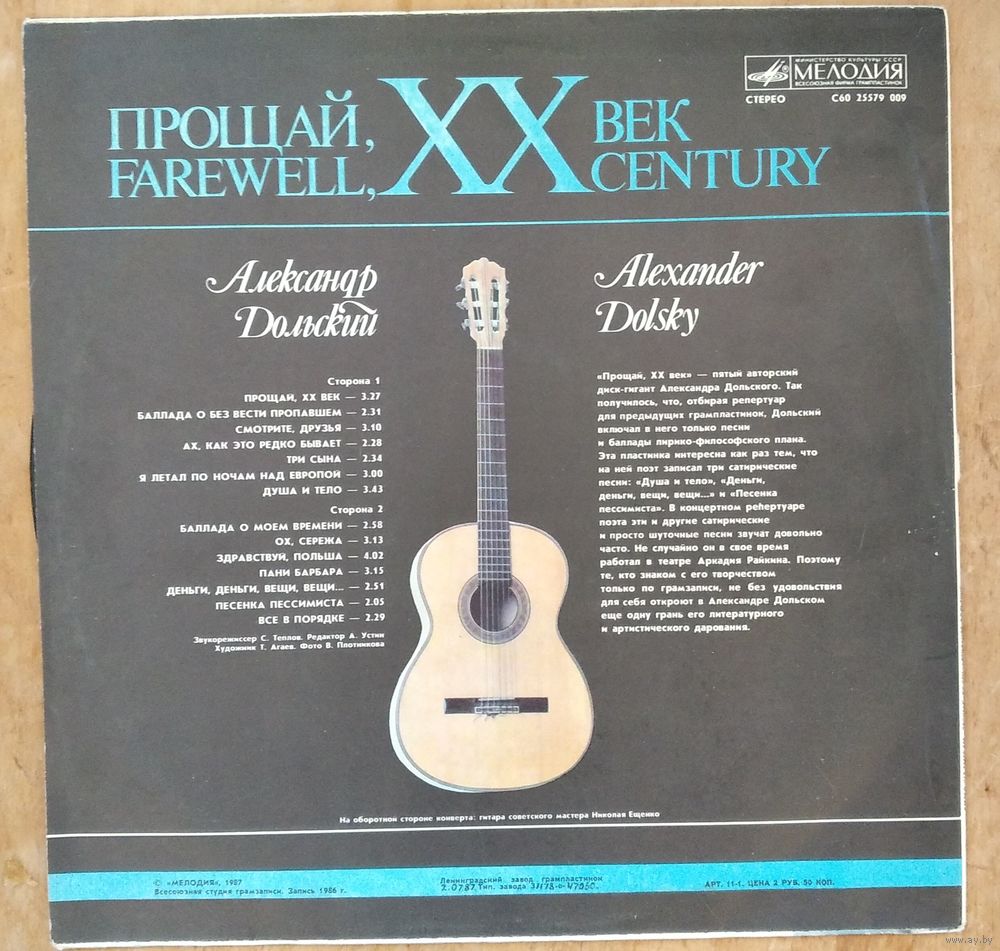 МИНИСТЕРСТВО КУЛЬТУРЫ СССР
МЕЛОДИЯ
ВСЕСОЮЗНАЯ ФИРМА ГРАМПЛАСТИНОК
СТЕРЕО С60 25579 009
ПРОЩАЙ, XX ВЕК
FAREWELL, CENTURY
Александр
Дольский
Alexander
Dolsky
Сторона 1
ПРОЩАЙ, XX ВЕК — 3.27
БАЛЛАДА О БЕЗ ВЕСТИ ПРОПАВШЕМ — 2.31
СМОТРИТЕ, ДРУЗЬЯ — 3.10
АХ, КАК ЭТО РЕДКО БЫВАЕТ — 2.28
ТРИ СЫНА — 2.34
Я ЛЕТАЛ ПО НОЧАМ НАД ЕВРОПОЙ — 3.00
ДУША И ТЕЛО — 3.43
Сторона 2
БАЛЛАДА О МОЕМ ВРЕМЕНИ — 2.58
ОХ, СЕРЕЖА — 3.13
ЗДРАВСТВУЙ, ПОЛЬША — 4.02
ПАНИ БАРБАРА — 3.15
ДЕНЬГИ, ДЕНЬГИ, ВЕЩИ, ВЕЩИ... — 2.51
ПЕСЕНКА ПЕССИМИСТА — 2.05
ВСЕ В ПОРЯДКЕ — 2.29
Звукорежиссер С. Теплов. Редактор А. Устин
Художник Т. Агаев. Фото В. Плотникова
«Прощай, XX век» — пятый авторский
диск-гигант Александра Дольского. Так
получилось, что, отбирая репертуар
для предыдущих грампластинок, Дольский
включал в него только песни
и баллады лирико-философского плана.
Эта пластинка интересна как раз тем, что
на ней поэт записал три сатирические
песни: «Душа и тело», «Деньги,
деньги, вещи, вещи...» и «Песенка
пессимиста». В концертном репертуаре
поэта эти и другие сатирические
и просто шуточные песни звучат довольно
часто. Не случайно он в свое время
работал в театре Аркадия Райкина. Поэтому
те, кто знаком с его творчеством
только по грамзаписи, не без удовольствия
для себя откроют в Александре Дольском
еще одну грань его литературного
и артистического дарования.
На оборотной стороне конверта: гитара советского мастера Николая Ещенко
© «МЕЛОДИЯ», 1987
Всесоюзная студия грамзаписи. Запись 1986 г.
Ленинградский завод грампластинок
2.0787 Тип. завода
АРТ. 11-1. ЦЕНА 2 РУБ. 50 КОП.
www.ay.by